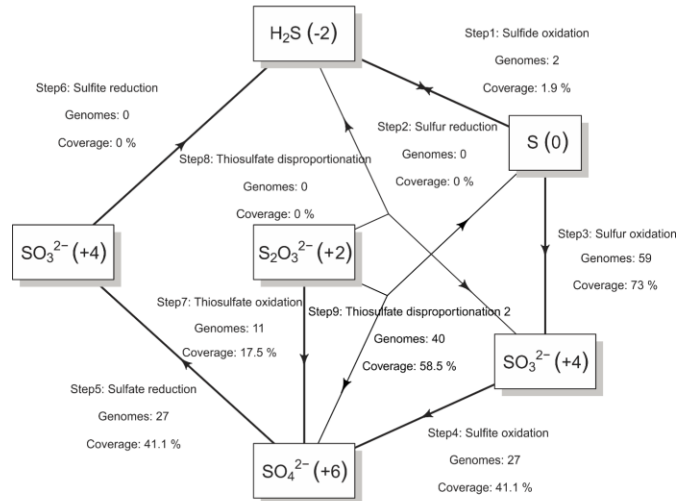 H₂S (-2)
Step1: Sulfide oxidation
Genomes: 2
Coverage: 1.9 %
Step6: Sulfite reduction
Genomes: 0
Coverage: 0 %
Step2: Sulfur reduction
Genomes: 0
Coverage: 0 %
S (0)
Step8: Thiosulfate disproportionation
Genomes: 0
Coverage: 0 %
SO₃²⁻ (+4)
S₂O₃²⁻ (+2)
Step3: Sulfur oxidation
Genomes: 59
Coverage: 73 %
Step7: Thiosulfate oxidation
Genomes: 11
Coverage: 17.5 %
Step9: Thiosulfate disproportionation 2
Genomes: 40
Coverage: 58.5 %
SO₃²⁻ (+4)
Step5: Sulfate reduction
Genomes: 27
Coverage: 41.1 %
SO₄²⁻ (+6)
Step4: Sulfite oxidation
Genomes: 27
Coverage: 41.1 %